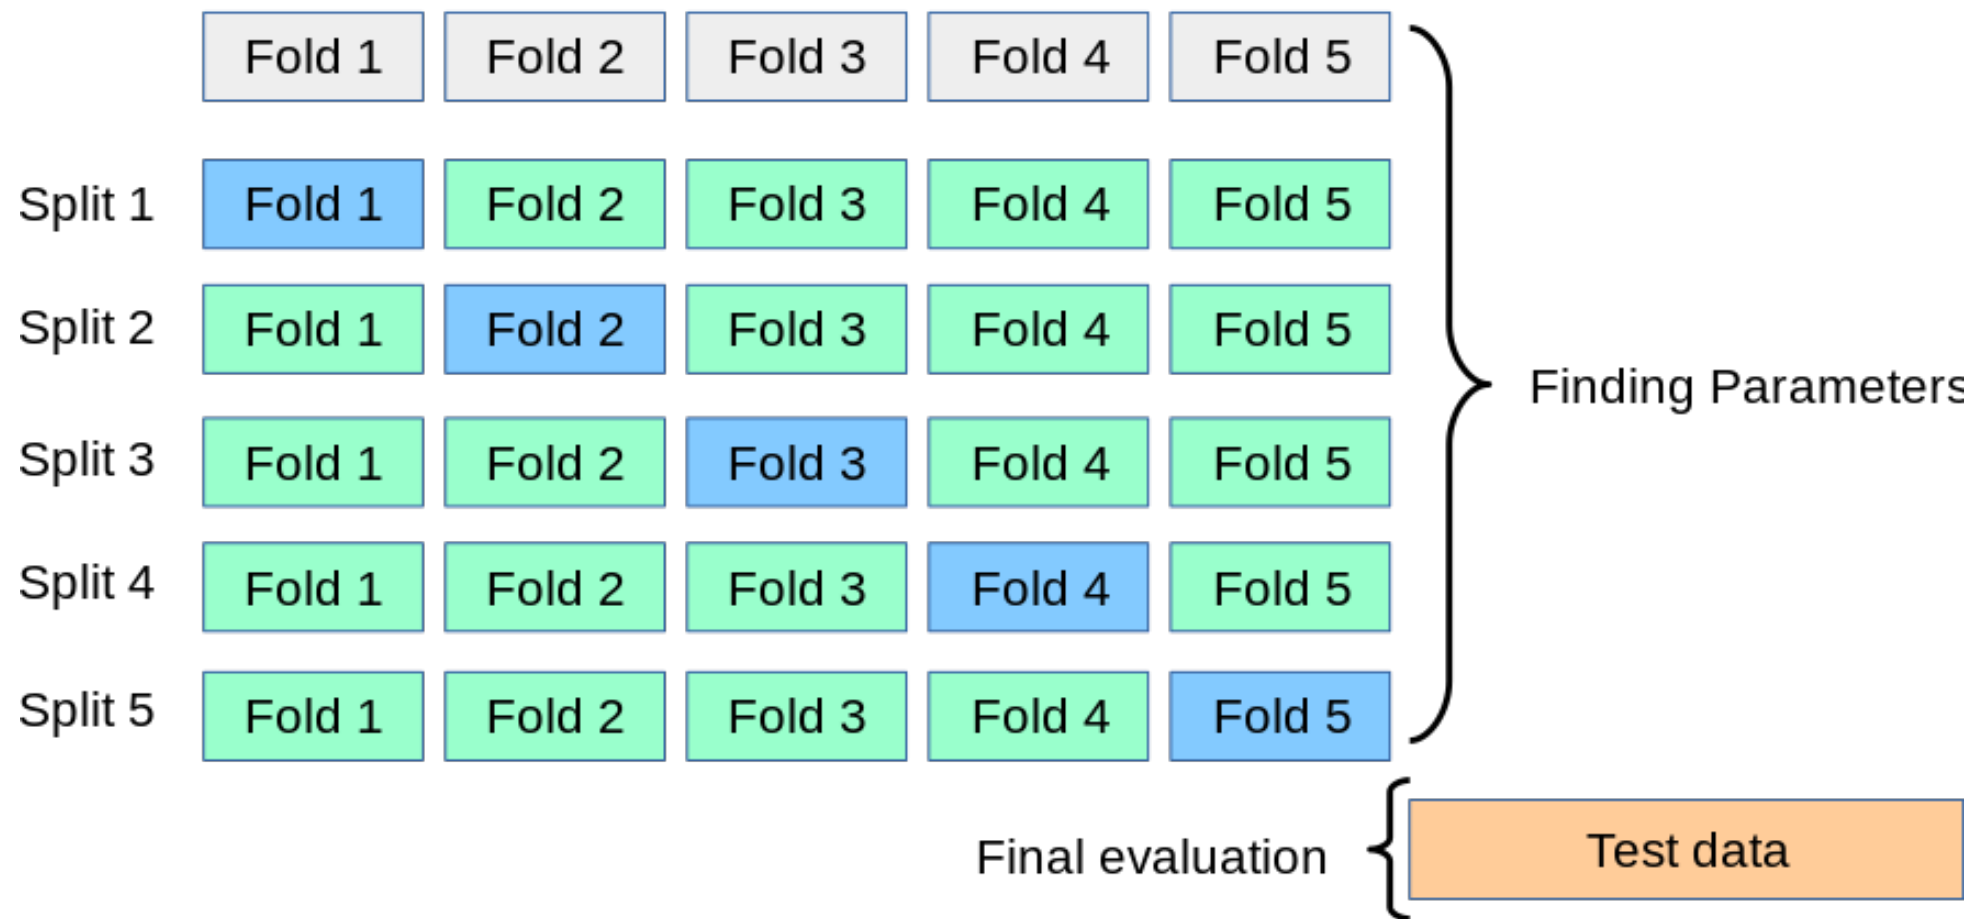 Fold 1 Fold 2 Fold 3 Fold 4 Fold 5
Split 1 Fold 1 Fold 2 Fold 3 Fold 4 Fold 5
Split 2 Fold 1 Fold 2 Fold 3 Fold 4 Fold 5
Finding Parameters
Split 3 Fold 1 Fold 2 Fold 3 Fold 4 Fold 5
Split 4 Fold 1 Fold 2 Fold 3 Fold 4 Fold 5
Split 5 Fold 1 Fold 2 Fold 3 Fold 4 Fold 5
Final evaluation Test data